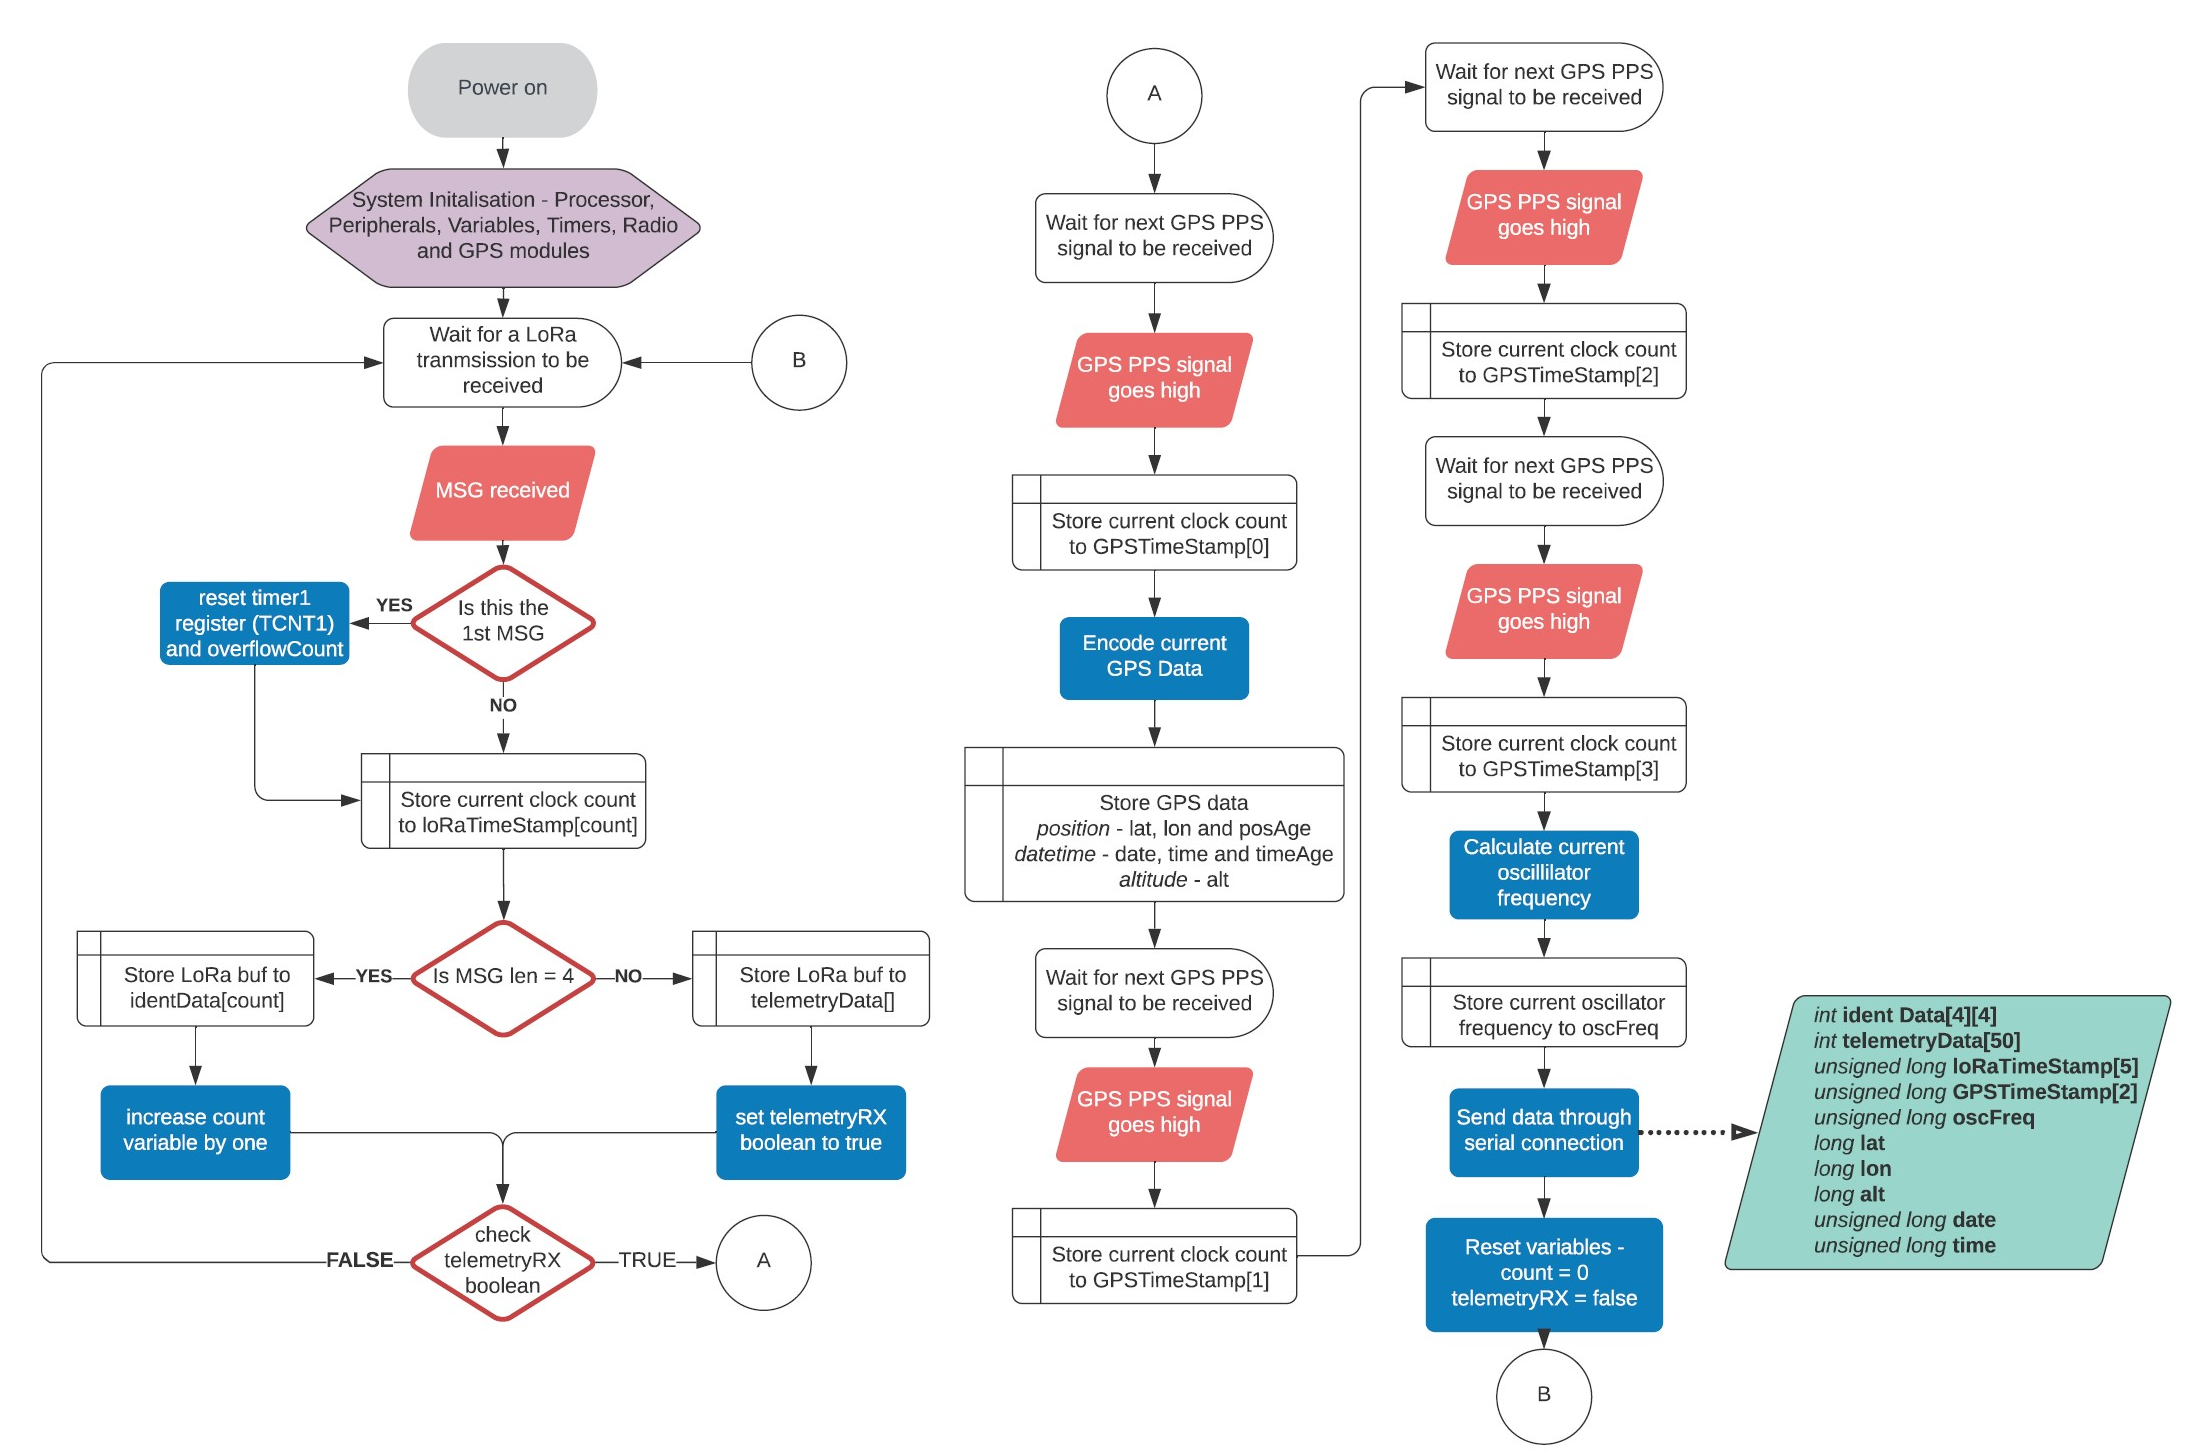 Power on
System Initalisation - Processor,
Peripherals, Variables, Timers, Radio
and GPS modules
Wait for a LoRa
tranmsission to be
received
B
MSG received
Is this the
1st MSG
YES
reset timer1
register (TCNT1)
and overflowCount
NO
Store current clock count
to loRaTimeStamp[count]
Is MSG len = 4
YES
Store LoRa buf to
identData[count]
NO
Store LoRa buf to
telemetryData[]
increase count
variable by one
set telemetryRX
boolean to true
check
telemetryRX
boolean
FALSE
TRUE
A
A
Wait for next GPS PPS
signal to be received
GPS PPS signal
goes high
Store current clock count
to GPSTimeStamp[0]
Encode current
GPS Data
Store GPS data
position - lat, lon and posAge
datetime - date, time and timeAge
altitude - alt
Wait for next GPS PPS
signal to be received
GPS PPS signal
goes high
Store current clock count
to GPSTimeStamp[1]
Wait for next GPS PPS
signal to be received
GPS PPS signal
goes high
Store current clock count
to GPSTimeStamp[2]
Wait for next GPS PPS
signal to be received
GPS PPS signal
goes high
Store current clock count
to GPSTimeStamp[3]
Calculate current
oscillilator
frequency
Store current oscillator
frequency to oscFreq
Send data through
serial connection
int ident Data[4][4]
int telemetryData[50]
unsigned long loRaTimeStamp[5]
unsigned long GPSTimeStamp[2]
unsigned long oscFreq
long lat
long lon
long alt
unsigned long date
unsigned long time
Reset variables -
count = 0
telemetryRX = false
B